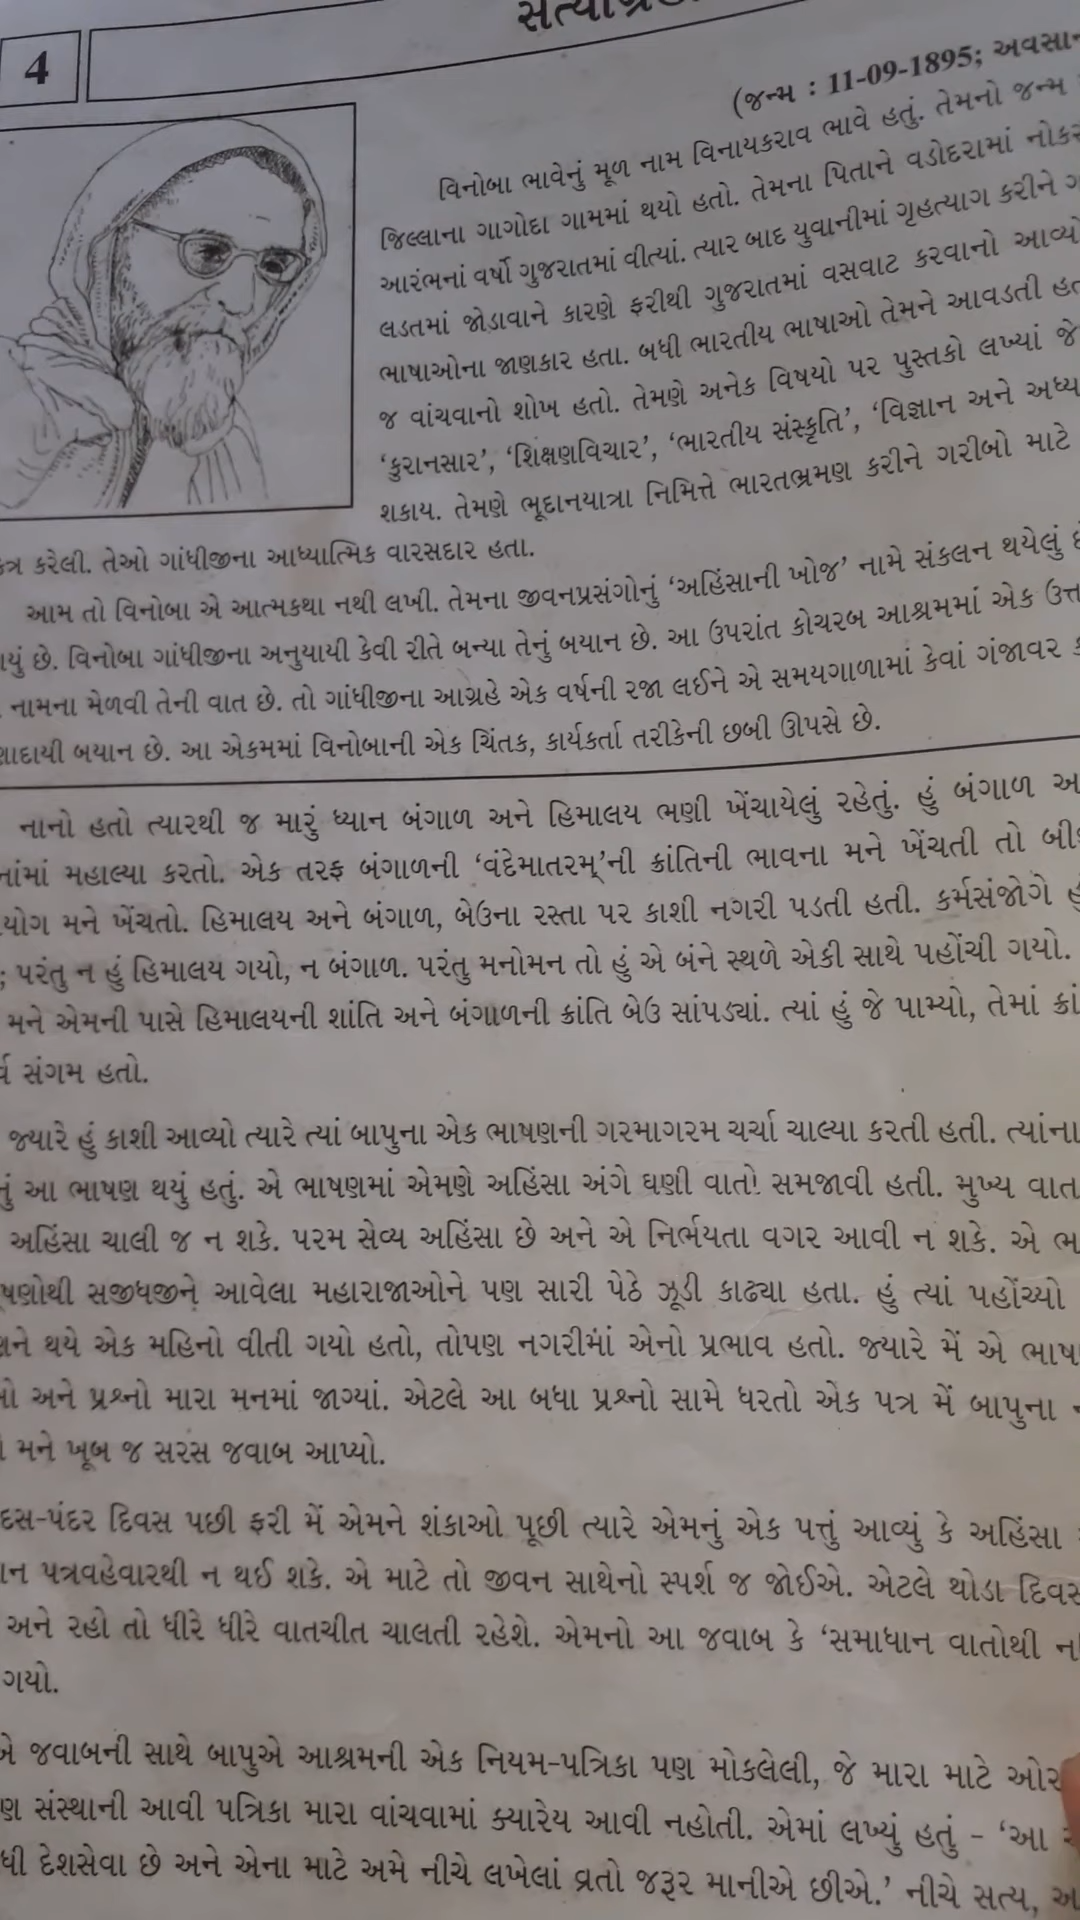 4
(જન્મ : 11-09-1895;
વિનોબા ભાવેનું મૂળ નામ વિનાયકરાવ ભાવે હતું. તેમનો જન્મ
જિલ્લાના ગાગોદા ગામમાં થયો હતો. તેમના પિતાને વડોદરામાં
આરંભનાં વર્ષો ગુજરાતમાં વીત્યાં. ત્યાર બાદ યુવાનીમાં ગૃહત્યાગ કરીને
લડતમાં જોડાવાને કારણે ફરીથી ગુજરાતમાં વસવાટ કરવાનો આવ્યો
ભાષાઓના જાણકાર હતા. બધી ભારતીય ભાષાઓ તેમને આવડતી
જ વાંચવાનો શોખ હતો. તેમણે અનેક વિષયો પર પુસ્તકો લખ્યાં જે
‘કુરાનસાર’, ‘શિક્ષણવિચાર’, ‘ભારતીય સંસ્કૃતિ’, ‘વિજ્ઞાન અને
શકાય. તેમણે ભૂદાનયાત્રા નિમિત્તે ભારતભ્રમણ કરીને ગરીબો માટે
કરેલી. તેઓ ગાંધીજીના આધ્યાત્મિક વારસદાર હતા.
આમ તો વિનોબા એ આત્મકથા નથી લખી. તેમના જીવનપ્રસંગોનું ‘અહિંસાની ખોજ’ નામે સંકલન થયેલું
છે. વિનોબા ગાંધીજીના અનુયાયી કેવી રીતે બન્યા તેનું બયાન છે. આ ઉપરાંત કોચરબ આશ્રમમાં એક
નામના મેળવી તેની વાત છે. તો ગાંધીજીના આગ્રહે એક વર્ષની રજા લઈને એ સમયગાળામાં કેવાં ગંજાવર
બયાન છે. આ એકમમાં વિનોબાની એક ચિંતક, કાર્યકર્તા તરીકેની છબી ઊપસે છે.
નાનો હતો ત્યારથી જ મારું ધ્યાન બંગાળ અને હિમાલય ભણી ખેંચાયેલું રહેતું. હું બંગાળ
મહાલ્યા કરતો. એક તરફ બંગાળની ‘વંદેમાતરમ્’ની ક્રાંતિની ભાવના મને ખેંચતી તો
મને ખેંચતો. હિમાલય અને બંગાળ, બેઉના રસ્તા પર કાશી નગરી પડતી હતી. કર્મસંજોગે
; પરંતુ ન હું હિમાલય ગયો, ન બંગાળ. પરંતુ મનોમન તો હું એ બંને સ્થળે એકી સાથે પહોંચી ગયો.
મને એમની પાસે હિમાલયની શાંતિ અને બંગાળની ક્રાંતિ બેઉ સાંપડ્યાં. ત્યાં હું જે પામ્યો, તેમાં
સંગમ હતો.
જ્યારે હું કાશી આવ્યો ત્યારે ત્યાં બાપુના એક ભાષણની ગરમાગરમ ચર્ચા ચાલ્યા કરતી હતી. ત્યાંના
આ ભાષણ થયું હતું. એ ભાષણમાં એમણે અહિંસા અંગે ઘણી વાતો સમજાવી હતી. મુખ્ય વાત
અહિંસા ચાલી જ ન શકે. પરમ સેવ્ય અહિંસા છે અને એ નિર્ભયતા વગર આવી ન શકે. એ
સજીધજીને આવેલા મહારાજાઓને પણ સારી પેઠે ઝૂડી કાઢ્યા હતા. હું ત્યાં પહોંચ્યો
થયે એક મહિનો વીતી ગયો હતો, તોપણ નગરીમાં એનો પ્રભાવ હતો. જ્યારે મેં એ
અને પ્રશ્નો મારા મનમાં જાગ્યાં. એટલે આ બધા પ્રશ્નો સામે ધરતો એક પત્ર મેં બાપુના
મને ખૂબ જ સરસ જવાબ આપ્યો.
દસ-પંદર દિવસ પછી ફરી મેં એમને શંકાઓ પૂછી ત્યારે એમનું એક પત્તું આવ્યું કે અહિંસા
પત્રવહેવારથી ન થઈ શકે. એ માટે તો જીવન સાથેનો સ્પર્શ જ જોઈએ. એટલે થોડા
અને રહો તો ધીરે ધીરે વાતચીત ચાલતી રહેશે. એમનો આ જવાબ કે ‘સમાધાન વાતોથી
ગયો.
જવાબની સાથે બાપુએ આશ્રમની એક નિયમ-પત્રિકા પણ મોકલેલી, જે મારા માટે
સંસ્થાની આવી પત્રિકા મારા વાંચવામાં ક્યારેય આવી નહોતી. એમાં લખ્યું હતું – ‘આ
દેશસેવા છે અને એના માટે અમે નીચે લખેલાં વ્રતો જરૂર માનીએ છીએ.’ નીચે સત્ય,